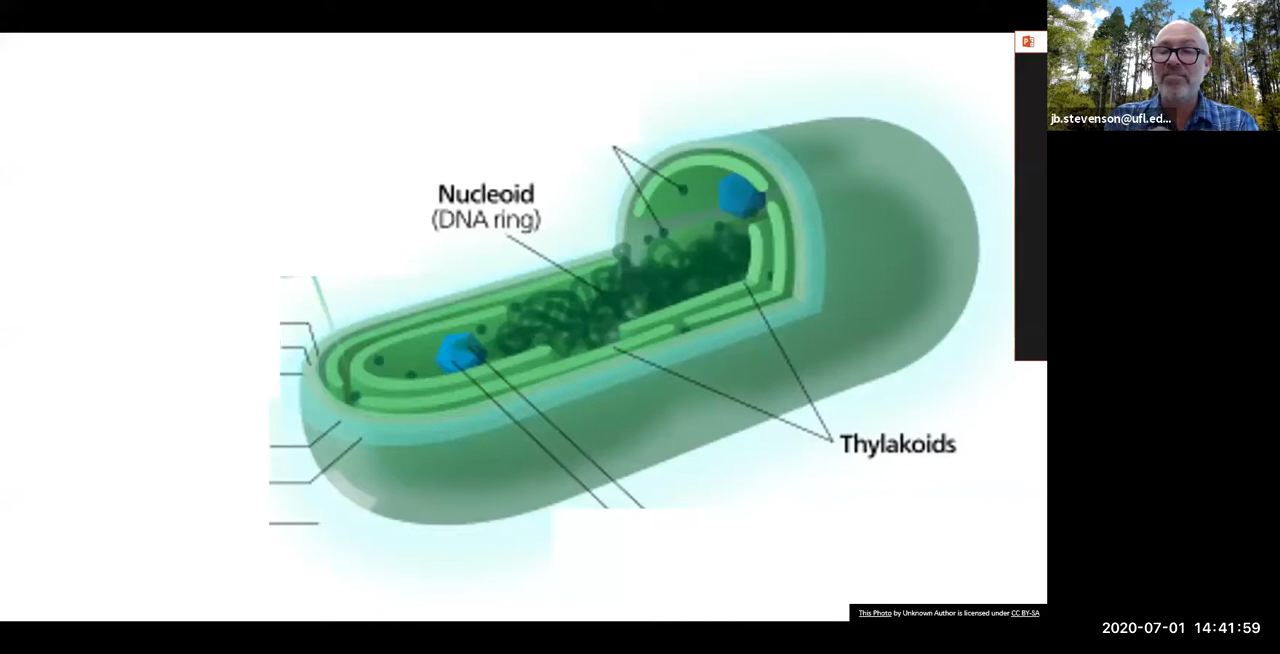 jb.stevenson@ufl.ed...
Nucleoid
(DNA ring)
Thylakoids
This Photo by Unknown Author is licensed under CC BY-SA
2020-07-01 14:41:59